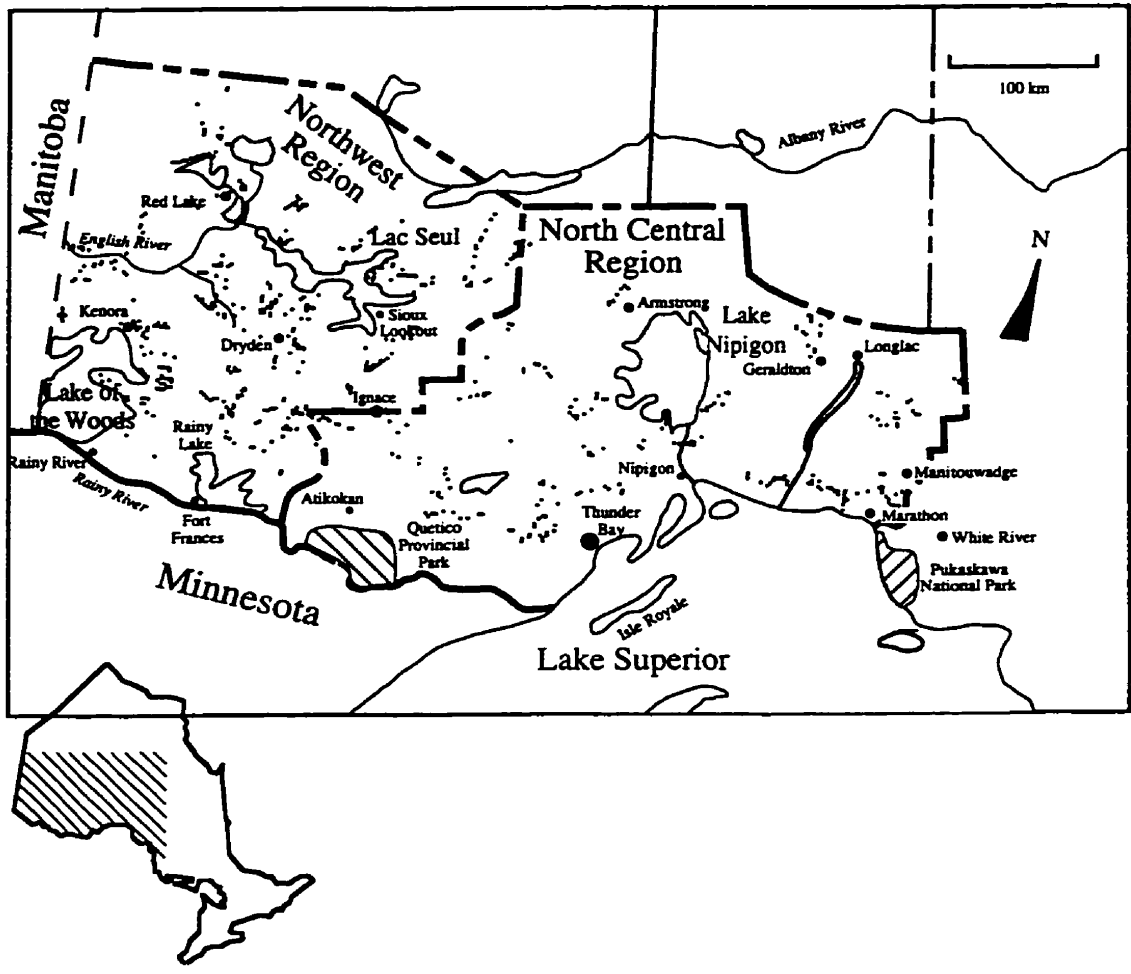 100 km
Manitoba
Northwest
Region
Albany River
Red Lake
English River
Lac Seul
North Central
Region
N
Kenora
Armstrong
Sioux
Lookout
Dryden
Lake
Nipigon
Longlac
Geraldton
Lake of
the Woods
Ignace
Rainy
Lake
Rainy River
Rainy River
Nipigon
Manitouwadge
Atikokan
Fort
Frances
Quetico
Provincial
Park
Thunder
Bay
Marathon
White River
Pukaskawa
National Park
Minnesota
Isle Royale
Lake Superior